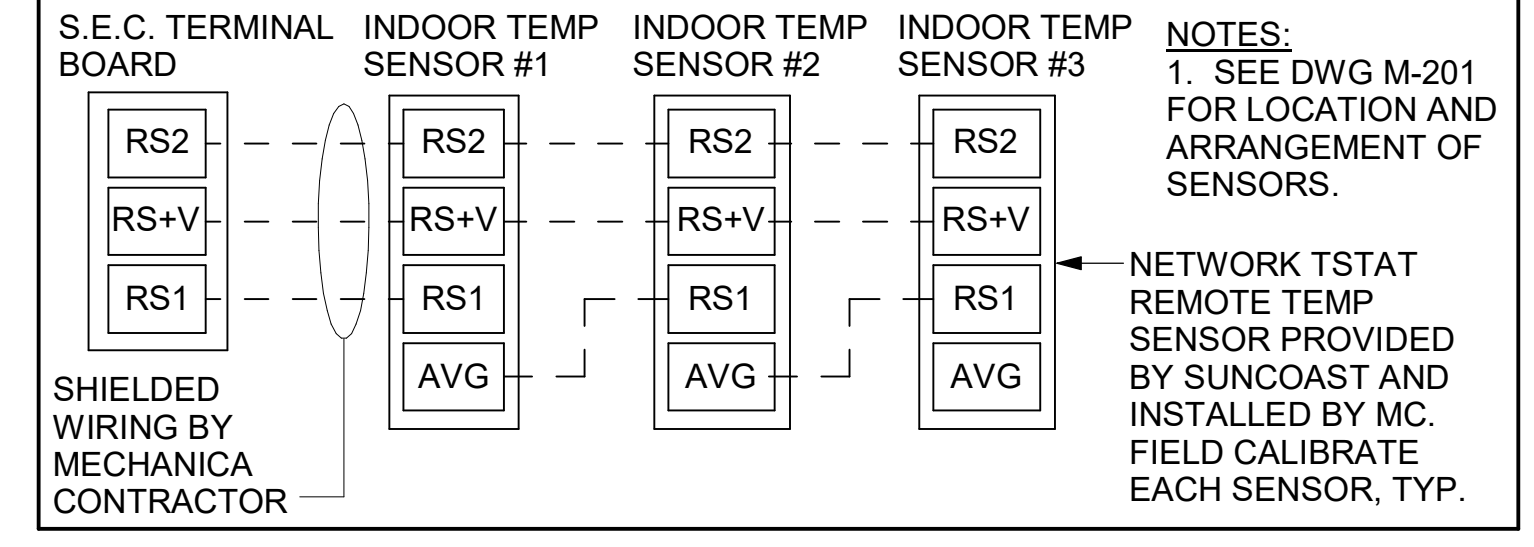 S.E.C. TERMINAL
BOARD
INDOOR TEMP
SENSOR #1
INDOOR TEMP
SENSOR #2
INDOOR TEMP
SENSOR #3
RS2
RS+V
RS1
RS2
RS+V
RS1
AVG
RS2
RS+V
RS1
AVG
RS2
RS+V
RS1
AVG
SHIELDED
WIRING BY
MECHANICA
CONTRACTOR
NOTES:
1. SEE DWG M-201
FOR LOCATION AND
ARRANGEMENT OF
SENSORS.
NETWORK TSTAT
REMOTE TEMP
SENSOR PROVIDED
BY SUNCOAST AND
INSTALLED BY MC.
FIELD CALIBRATE
EACH SENSOR, TYP.